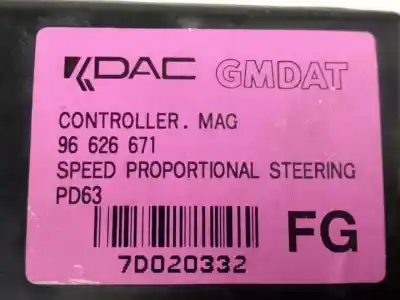 KDAC GMDAT
CONTROLLER. MAG
96 626 671
SPEED PROPORTIONAL STEERING
PD63
FG
7D020332